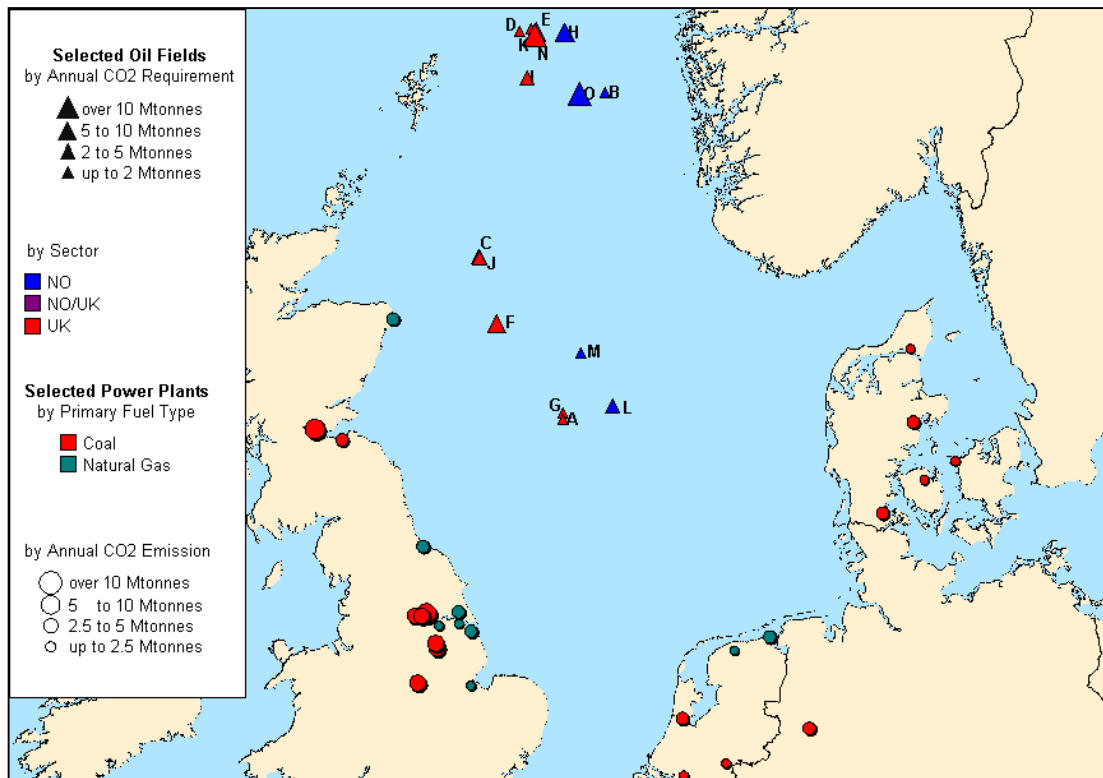 Selected Oil Fields
by Annual CO2 Requirement
over 10 Mtonnes
5 to 10 Mtonnes
2 to 5 Mtonnes
up to 2 Mtonnes
by Sector
NO
NO/UK
UK
Selected Power Plants
by Primary Fuel Type
Coal
Natural Gas
by Annual CO2 Emission
over 10 Mtonnes
5 to 10 Mtonnes
2.5 to 5 Mtonnes
up to 2.5 Mtonnes
D
E
H
K
N
I
O
B
C
J
F
M
G
A
L